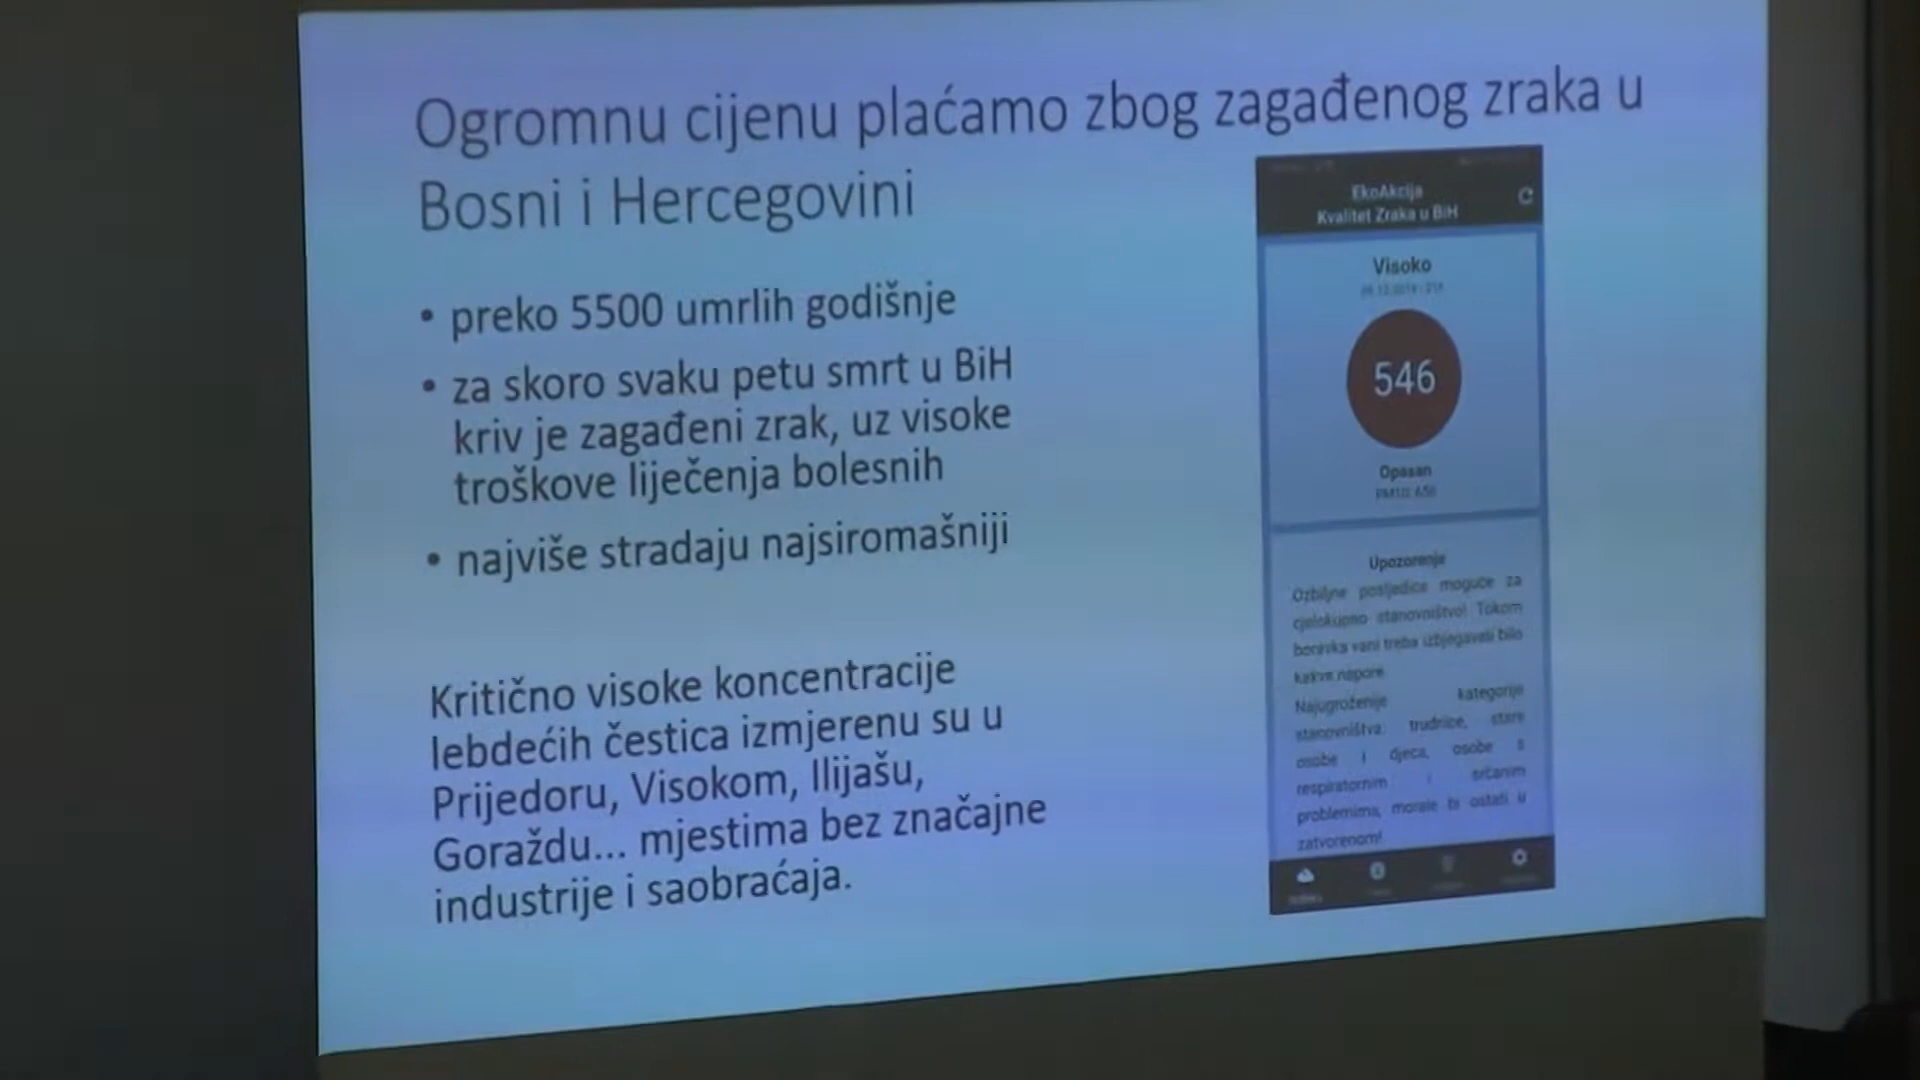 Ogromnu cijenu plaćamo zbog zagađenog zraka u
Bosni i Hercegovini
• preko 5500 umrlih godišnje
• za skoro svaku petu smrt u BiH
kriv je zagađeni zrak, uz visoke
troškove liječenja bolesnih
• najviše stradaju najsiromašniji
Kritično visoke koncentracije
lebdećih čestica izmjerenu su u
Prijedoru, Visokom, Ilijašu,
Goraždu... mjestima bez značajne
industrije i saobraćaja.
EkoAkcija
Kvalitet Zraka u BiH
Visoko
546
Opasan
Upozorenje
Ozbiljne posljedice moguće za
cjelokupno stanovništvo! Tokom
boravka vani treba izbjegavati bilo
kakve napore.
Najugroženije kategorije
stanovništva: trudnice, stare
osobe i djeca, osobe s
respiratornim i srčanim
problemima, morale bi ostati u
zatvorenom!